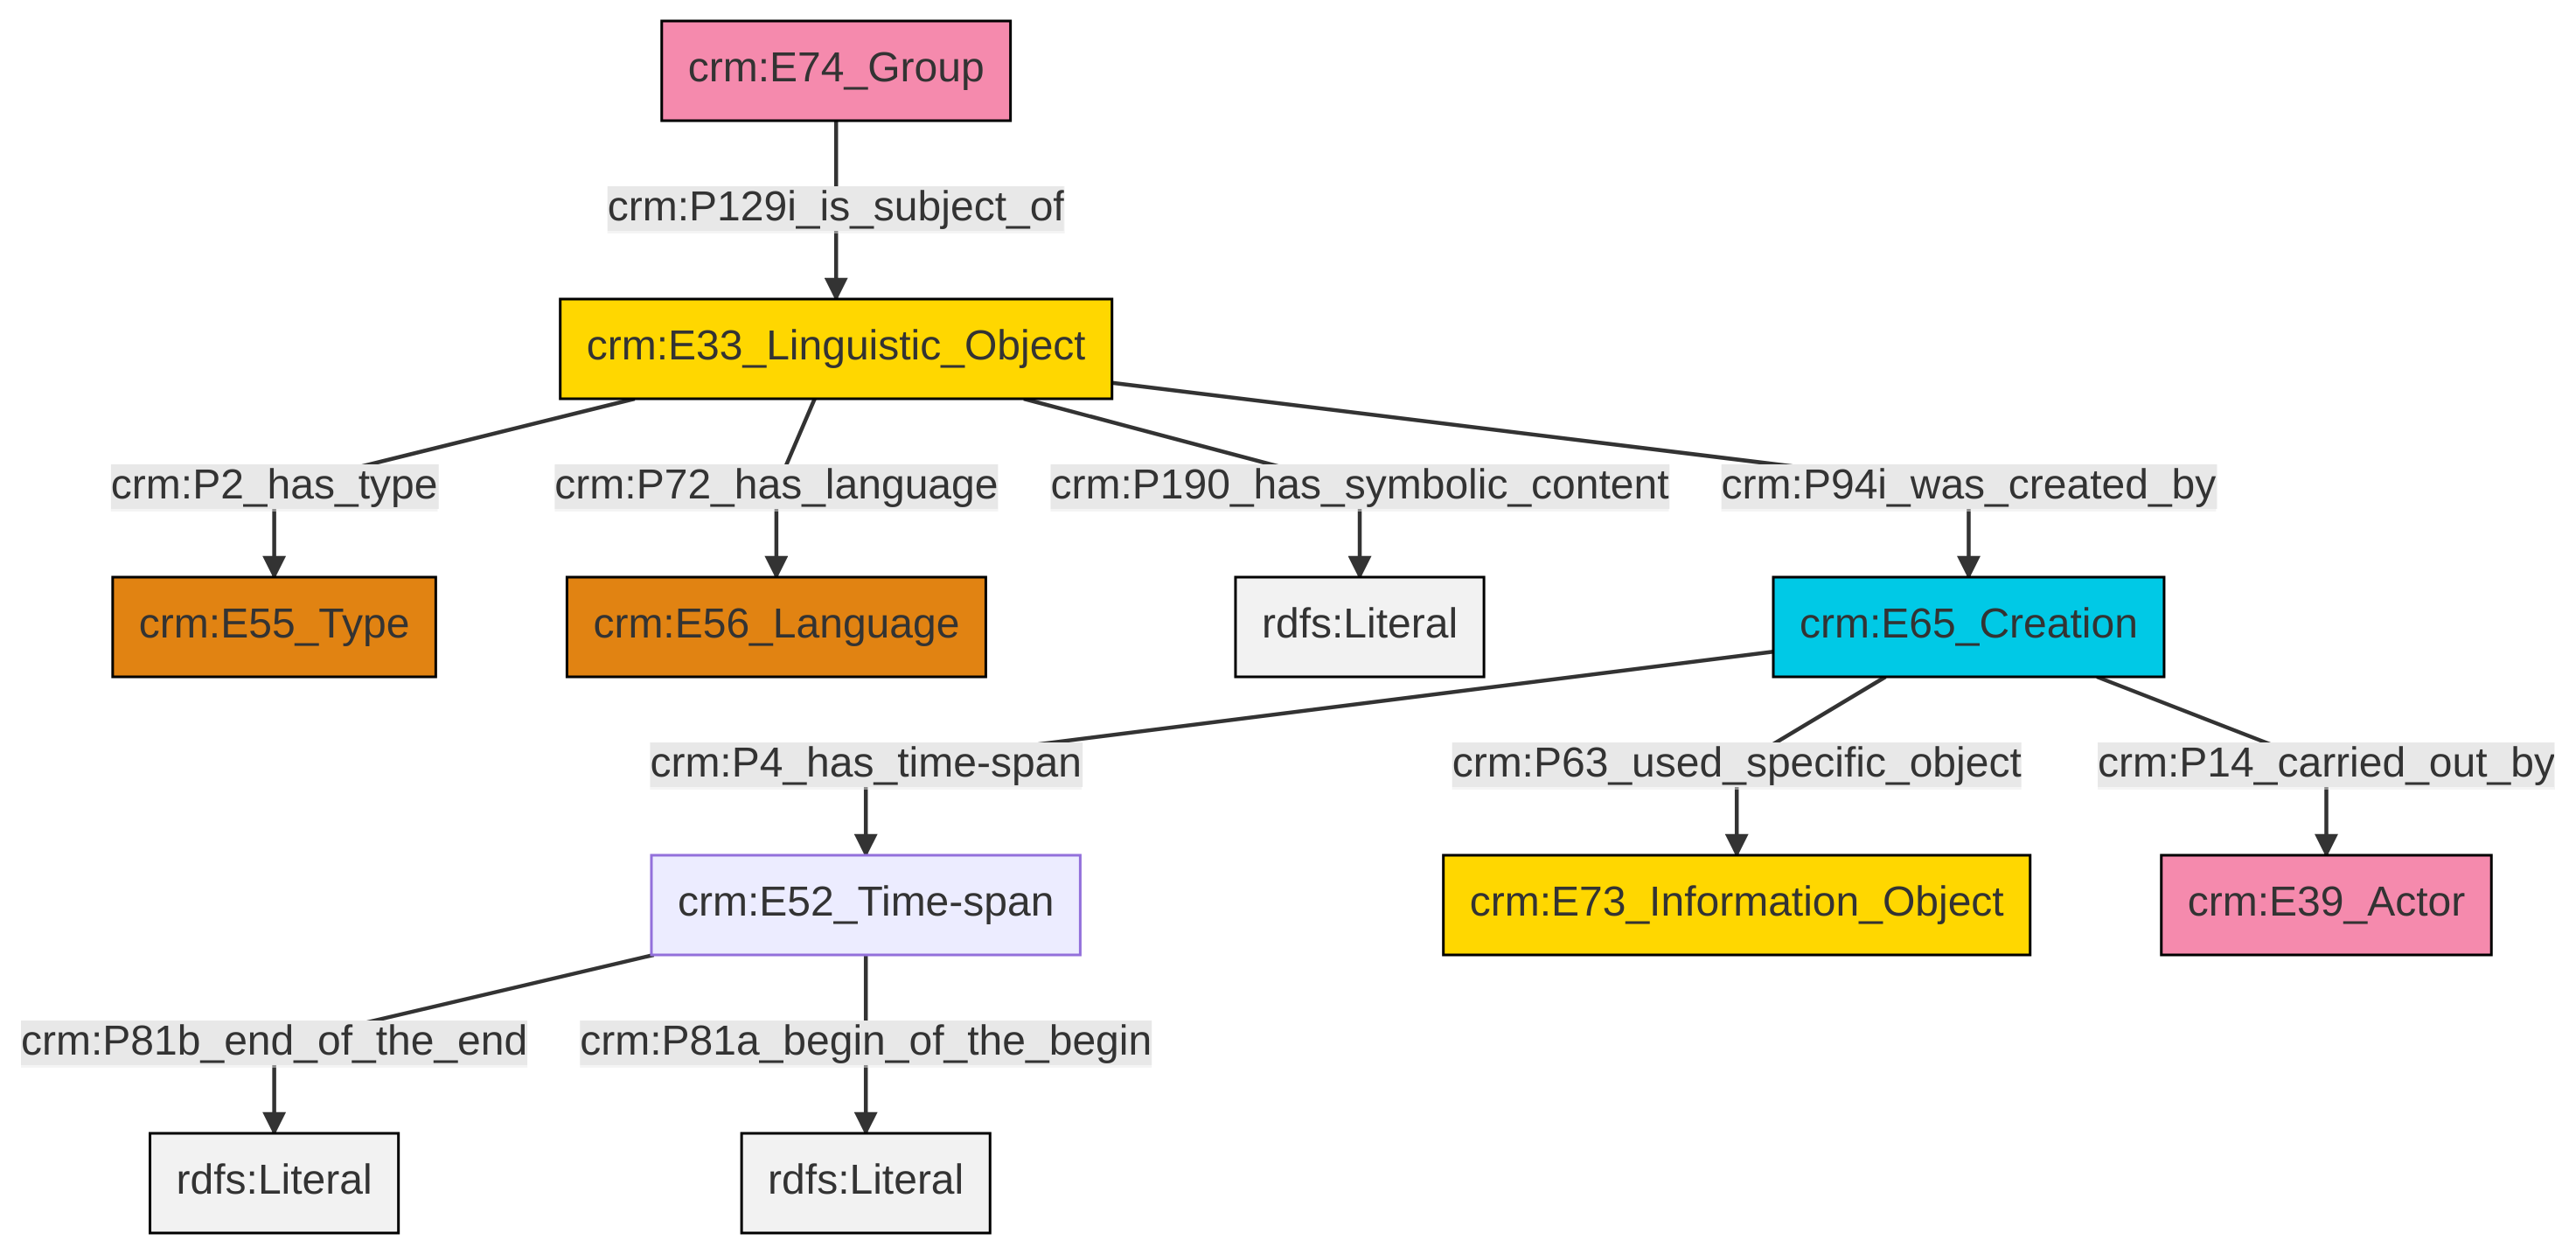 crm:E74_Group
crm:P129i_is_subject_of
crm:E33_Linguistic_Object
crm:P2_has_type
crm:P72_has_language
crm:P190_has_symbolic_content
crm:P94i_was_created_by
crm:E55_Type
crm:E56_Language
rdfs:Literal
crm:E65_Creation
crm:P4_has_time-span
crm:P63_used_specific_object
crm:P14_carried_out_by
crm:E52_Time-span
crm:E73_Information_Object
crm:E39_Actor
crm:P81b_end_of_the_end
crm:P81a_begin_of_the_begin
rdfs:Literal
rdfs:Literal